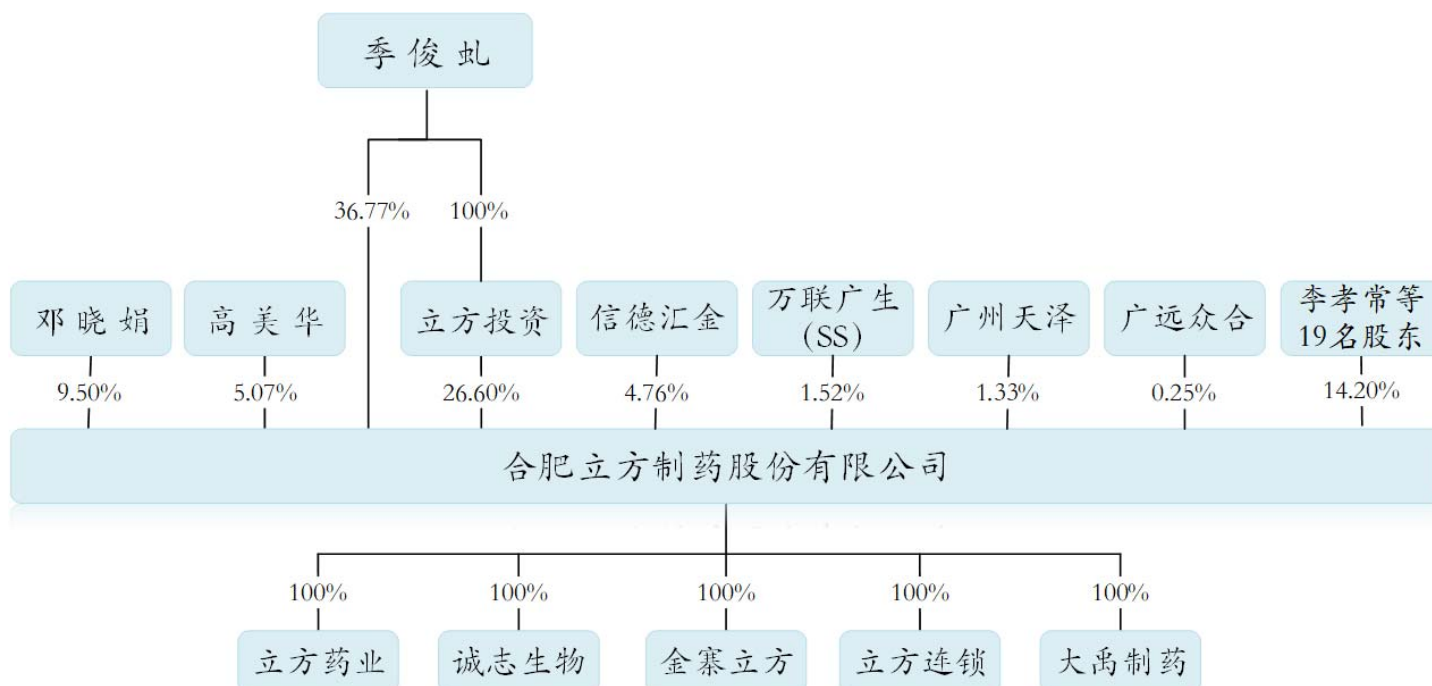 季俊虬
36.77%
100%
邓晓娟
高美华
立方投资
信德汇金
万联广生
(SS)
广州天泽
广远众合
李孝常等
19名股东
9.50%
5.07%
26.60%
4.76%
1.52%
1.33%
0.25%
14.20%
合肥立方制药股份有限公司
100%
100%
100%
100%
100%
立方药业
诚志生物
金寨立方
立方连锁
大禹制药